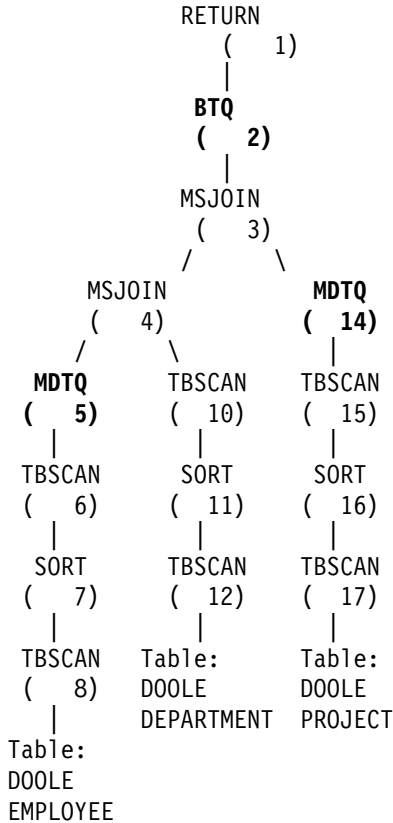 RETURN
( 1)
|
BTQ
( 2)
|
MSJOIN
( 3)
/ \
MSJOIN MDTQ
( 4) ( 14)
/ \ |
MDTQ TBSCAN TBSCAN
( 5) ( 10) ( 15)
| | |
TBSCAN SORT SORT
( 6) ( 11) ( 16)
| | |
SORT TBSCAN TBSCAN
( 7) ( 12) ( 17)
| | |
TBSCAN Table: Table:
( 8) DOOLE DOOLE
| DEPARTMENT PROJECT
Table:
DOOLE
EMPLOYEE